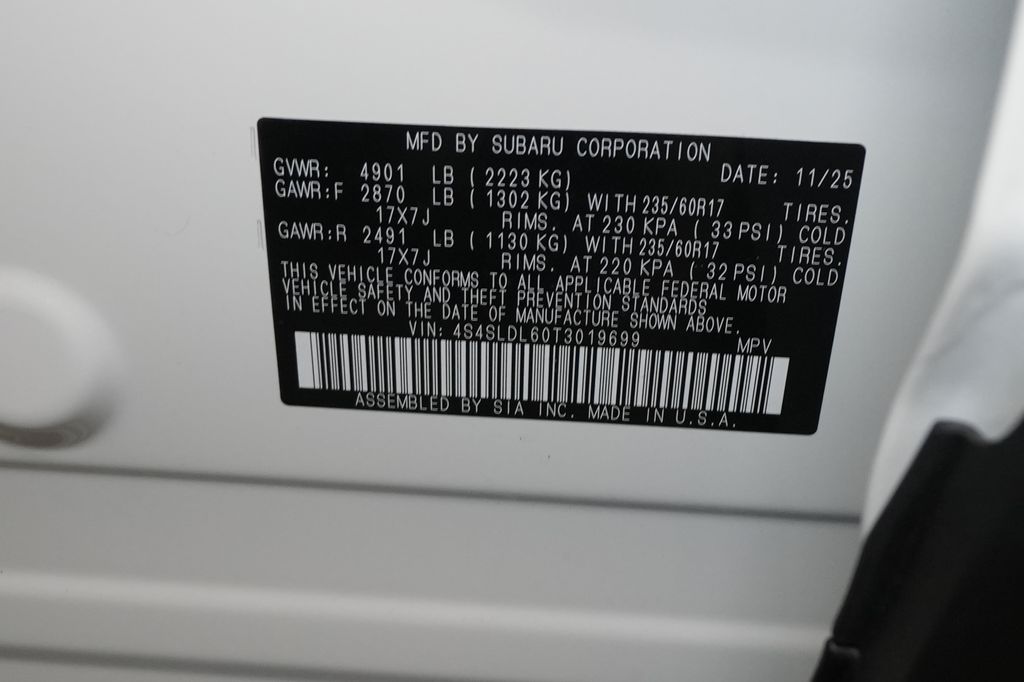 MFD BY SUBARU CORPORATION
DATE: 11/25
GVWR: 4901 LB ( 2223 KG)
GAWR:F 2870 LB ( 1302 KG) WITH 235/60R17 TIRES.
17X7J RIMS. AT 230 KPA ( 33 PSI) COLD
GAWR:R 2491 LB ( 1130 KG) WITH 235/60R17 TIRES.
17X7J RIMS. AT 220 KPA ( 32 PSI) COLD
THIS VEHICLE CONFORMS TO ALL APPLICABLE FEDERAL MOTOR
VEHICLE SAFETY AND THEFT PREVENTION STANDARDS
IN EFFECT ON THE DATE OF MANUFACTURE SHOWN ABOVE.
VIN: 4S4SLDL60T3019699 MPV
ASSEMBLED BY SIA INC. MADE IN U.S.A.